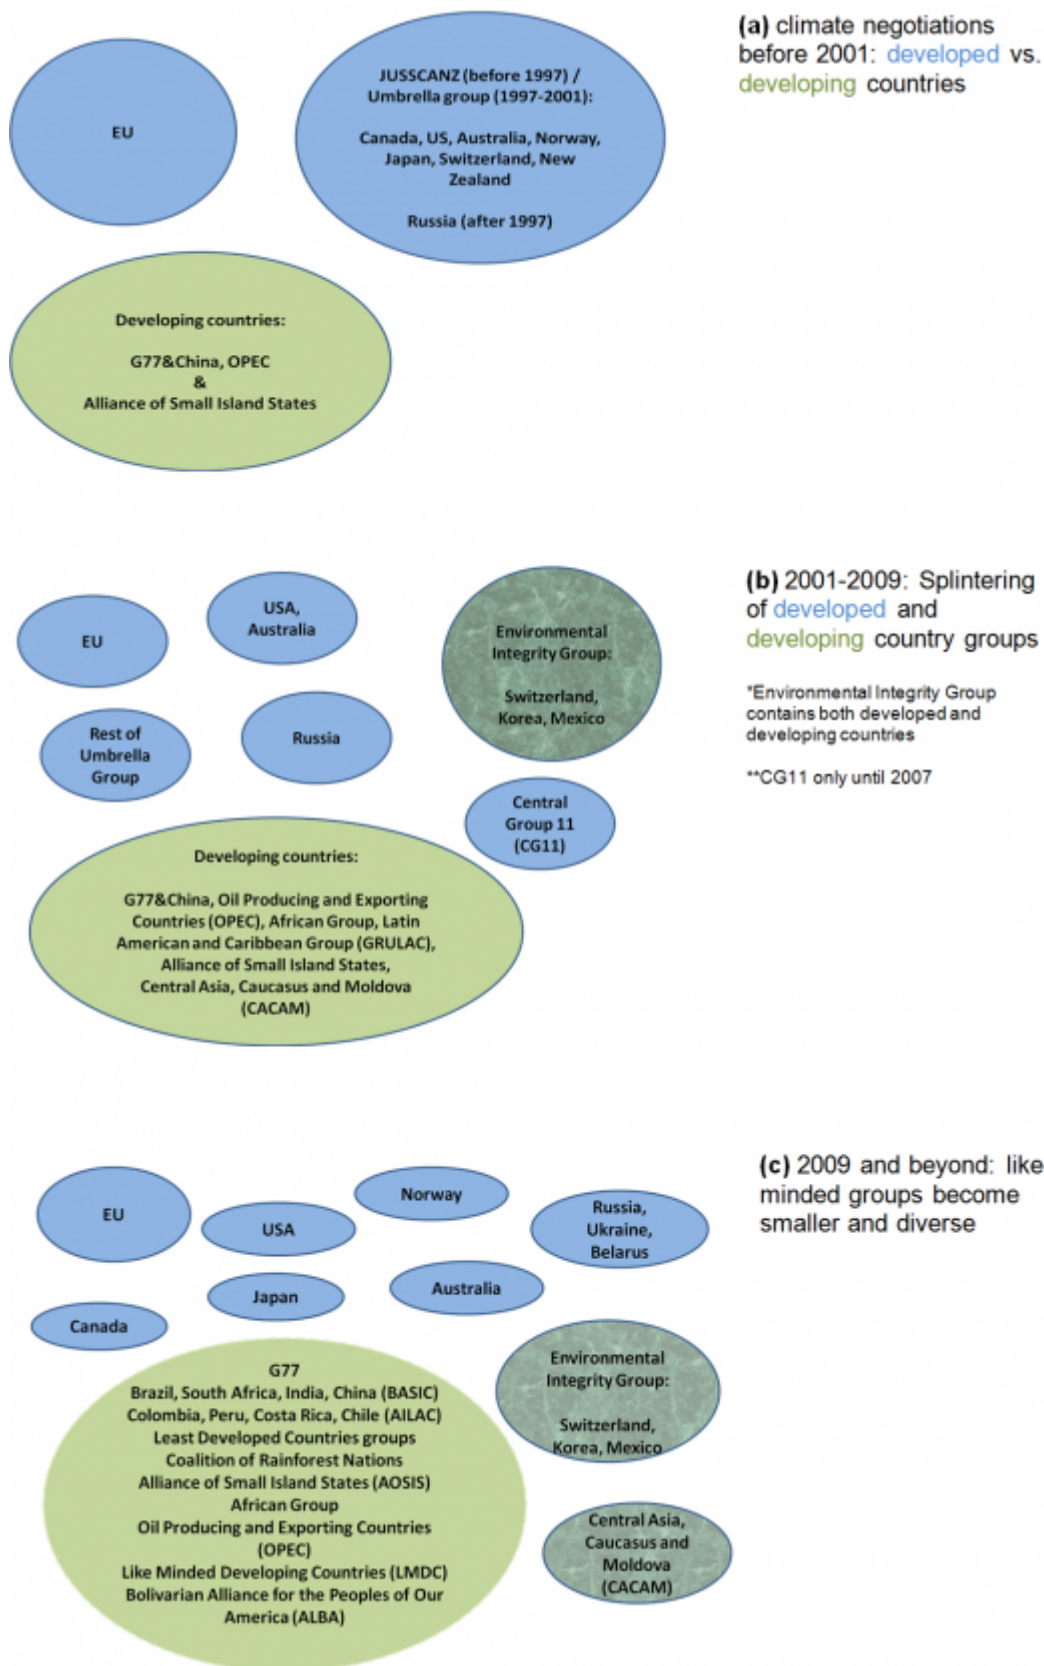 (a) climate negotiations
before 2001: developed vs.
developing countries
EU
JUSSCANZ (before 1997) /
Umbrella group (1997-2001):
Canada, US, Australia, Norway,
Japan, Switzerland, New
Zealand
Russia (after 1997)
Developing countries:
G77&China, OPEC
&
Alliance of Small Island States
(b) 2001-2009: Splintering
of developed and
developing country groups
*Environmental Integrity Group
contains both developed and
developing countries
**CG11 only until 2007
EU
USA,
Australia
Environmental
Integrity Group:
Switzerland,
Korea, Mexico
Rest of
Umbrella
Group
Russia
Central
Group 11
(CG11)
Developing countries:
G77&China, Oil Producing and Exporting
Countries (OPEC), African Group, Latin
American and Caribbean Group (GRULAC),
Alliance of Small Island States,
Central Asia, Caucasus and Moldova
(CACAM)
(c) 2009 and beyond: like
minded groups become
smaller and diverse
EU
USA
Norway
Russia,
Ukraine,
Belarus
Japan
Australia
Canada
Environmental
Integrity Group:
Switzerland,
Korea, Mexico
G77
Brazil, South Africa, India, China (BASIC)
Colombia, Peru, Costa Rica, Chile (AILAC)
Least Developed Countries groups
Coalition of Rainforest Nations
Alliance of Small Island States (AOSIS)
African Group
Oil Producing and Exporting Countries
(OPEC)
Like Minded Developing Countries (LMDC)
Bolivarian Alliance for the Peoples of Our
America (ALBA)
Central Asia,
Caucasus and
Moldova
(CACAM)